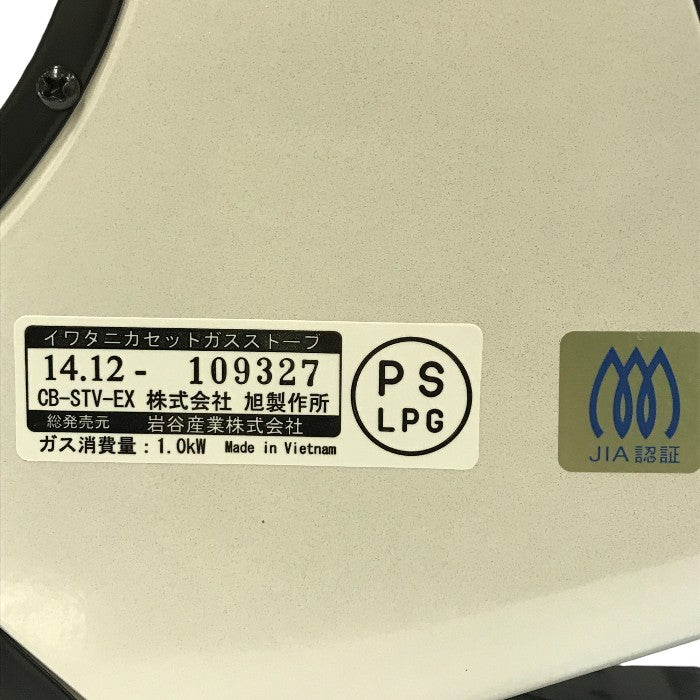 イワタニカセットガスストーブ
14.12 - 109327
CB-STV-EX 株式会社 旭製作所
総発売元 岩谷産業株式会社
ガス消費量：1.0kW Made in Vietnam
PS
LPG
JIA認証